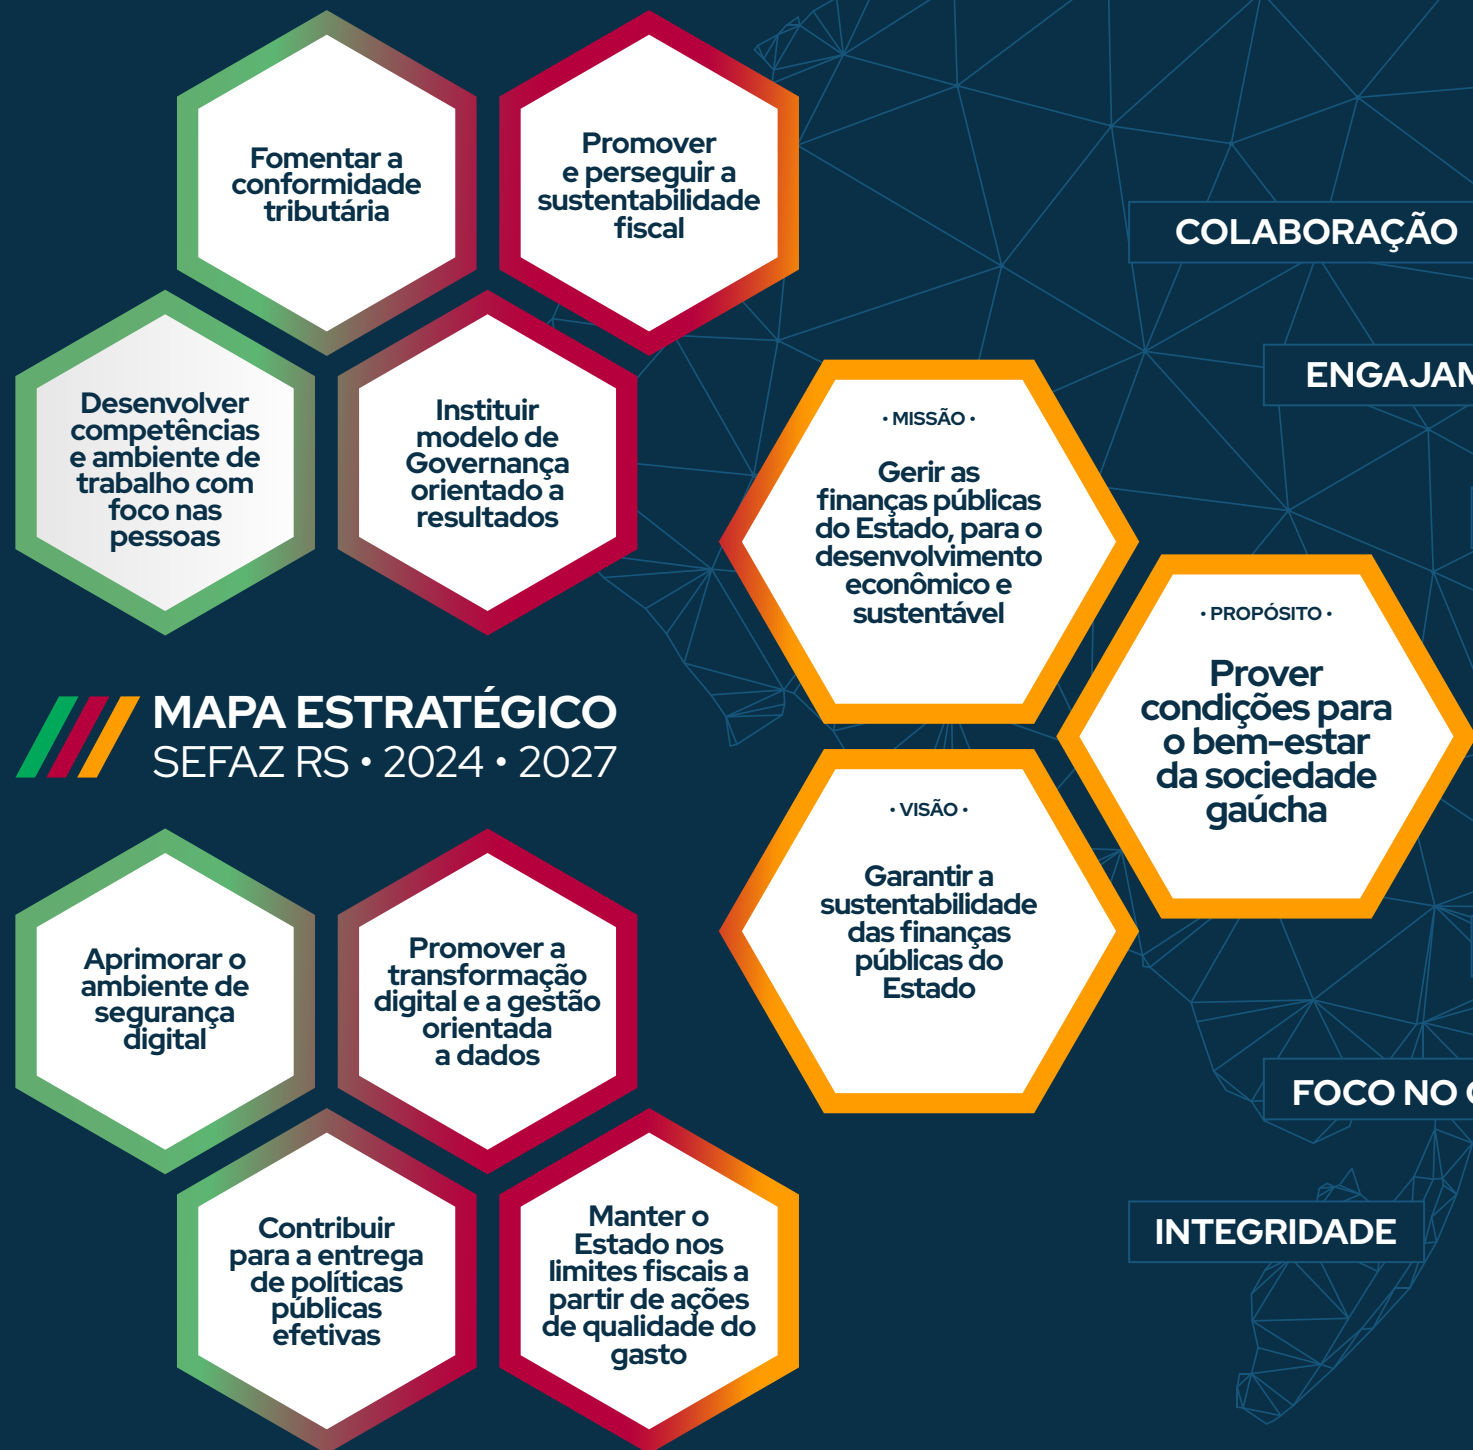 Fomentar a
conformidade
tributária
Promover
e perseguir a
sustentabilidade
fiscal
Desenvolver
competências
e ambiente de
trabalho com
foco nas
pessoas
Instituir
modelo de
Governança
orientado a
resultados
MAPA ESTRATÉGICO
SEFAZ RS • 2024 • 2027
Aprimorar o
ambiente de
segurança
digital
Promover a
transformação
digital e a gestão
orientada
a dados
Contribuir
para a entrega
de políticas
públicas
efetivas
Manter o
Estado nos
limites fiscais a
partir de ações
de qualidade do
gasto
• MISSÃO •
Gerir as
finanças públicas
do Estado, para o
desenvolvimento
econômico e
sustentável
• VISÃO •
Garantir a
sustentabilidade
das finanças
públicas do
Estado
• PROPÓSITO •
Prover
condições para
o bem-estar
da sociedade
gaúcha
COLABORAÇÃO
FOCO NO
INTEGRIDADE